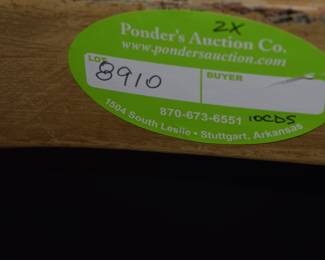 2X
Ponder's Auction Co.
www.pondersauction.com
LOT
8910
BUYER
870-673-6551 10CDS
1504 South Leslie • Stuttgart, Arkansas